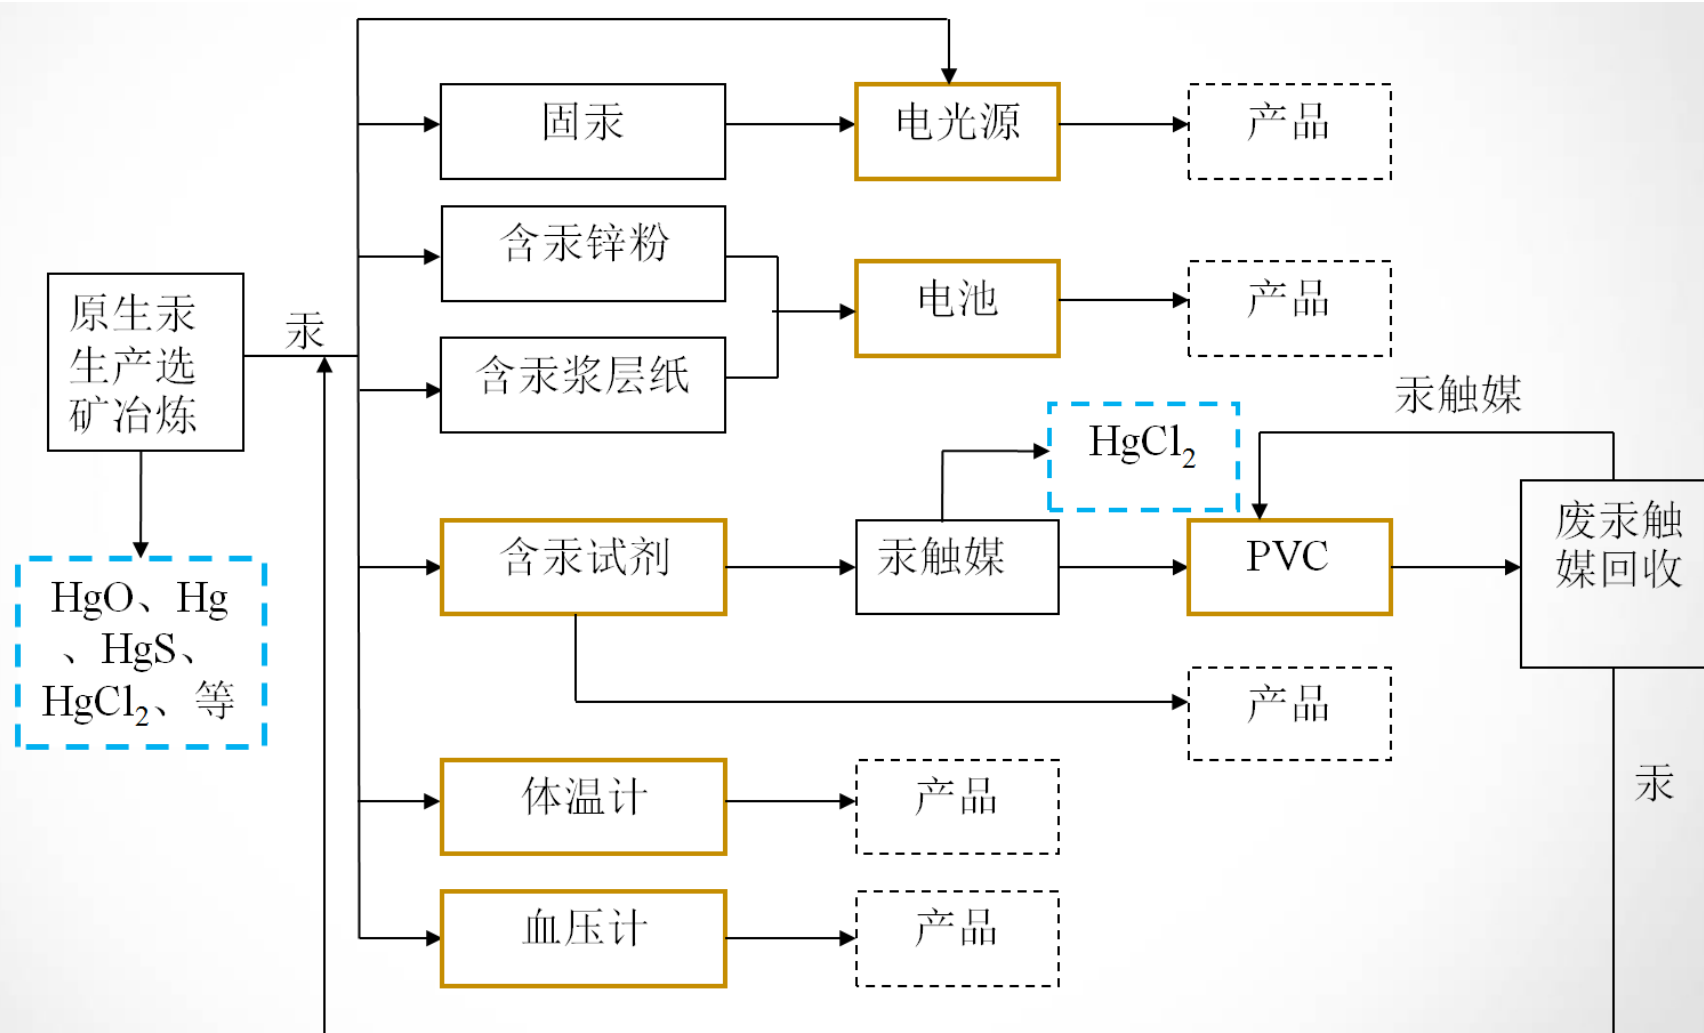 固汞
电光源
产品
含汞锌粉
原生汞
生产选
矿冶炼
汞
电池
产品
含汞浆层纸
汞触媒
HgCl₂
含汞试剂
汞触媒
PVC
废汞触
媒回收
HgO、Hg
、HgS、
HgCl₂、等
产品
体温计
产品
汞
血压计
产品